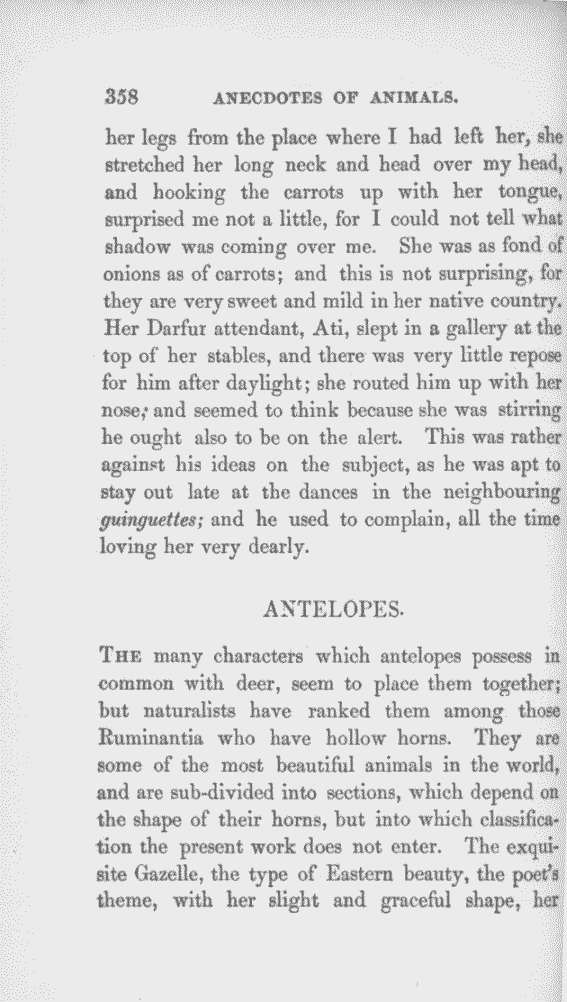 358 ANECDOTES OF ANIMALS.
her legs from the place where I had left her, she
stretched her long neck and head over my head,
and hooking the carrots up with her tongue,
surprised me not a little, for I could not tell what
shadow was coming over me. She was as fond of
onions as of carrots; and this is not surprising, for
they are very sweet and mild in her native country.
Her Darfur attendant, Ati, slept in a gallery at the
top of her stables, and there was very little repose
for him after daylight; she routed him up with her
nose; and seemed to think because she was stirring
he ought also to be on the alert. This was rather
against his ideas on the subject, as he was apt to
stay out late at the dances in the neighbouring
guinguettes; and he used to complain, all the time
loving her very dearly.
ANTELOPES.
THE many characters which antelopes possess in
common with deer, seem to place them together;
but naturalists have ranked them among those
Ruminantia who have hollow horns. They are
some of the most beautiful animals in the world,
and are sub-divided into sections, which depend on
the shape of their horns, but into which classifica-
tion the present work does not enter. The exqui-
site Gazelle, the type of Eastern beauty, the poet's
theme, with her slight and graceful shape, her